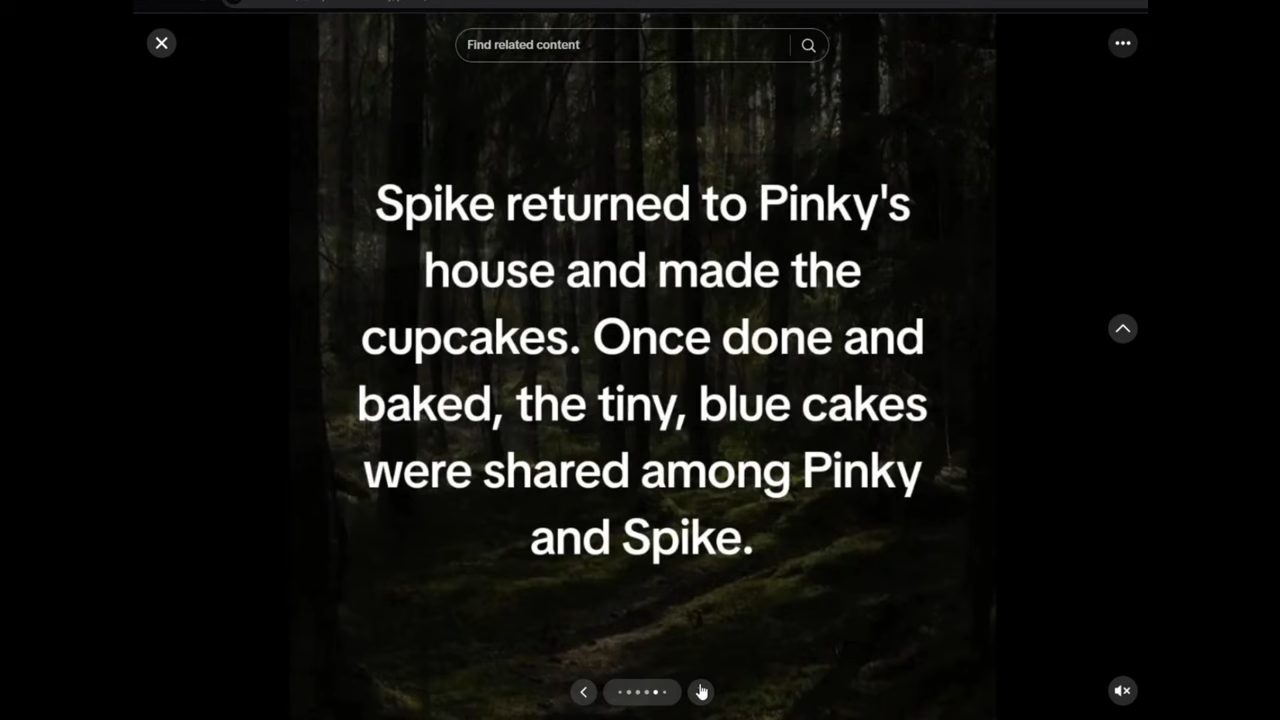 Find related content
Spike returned to Pinky's
house and made the
cupcakes. Once done and
baked, the tiny, blue cakes
were shared among Pinky
and Spike.